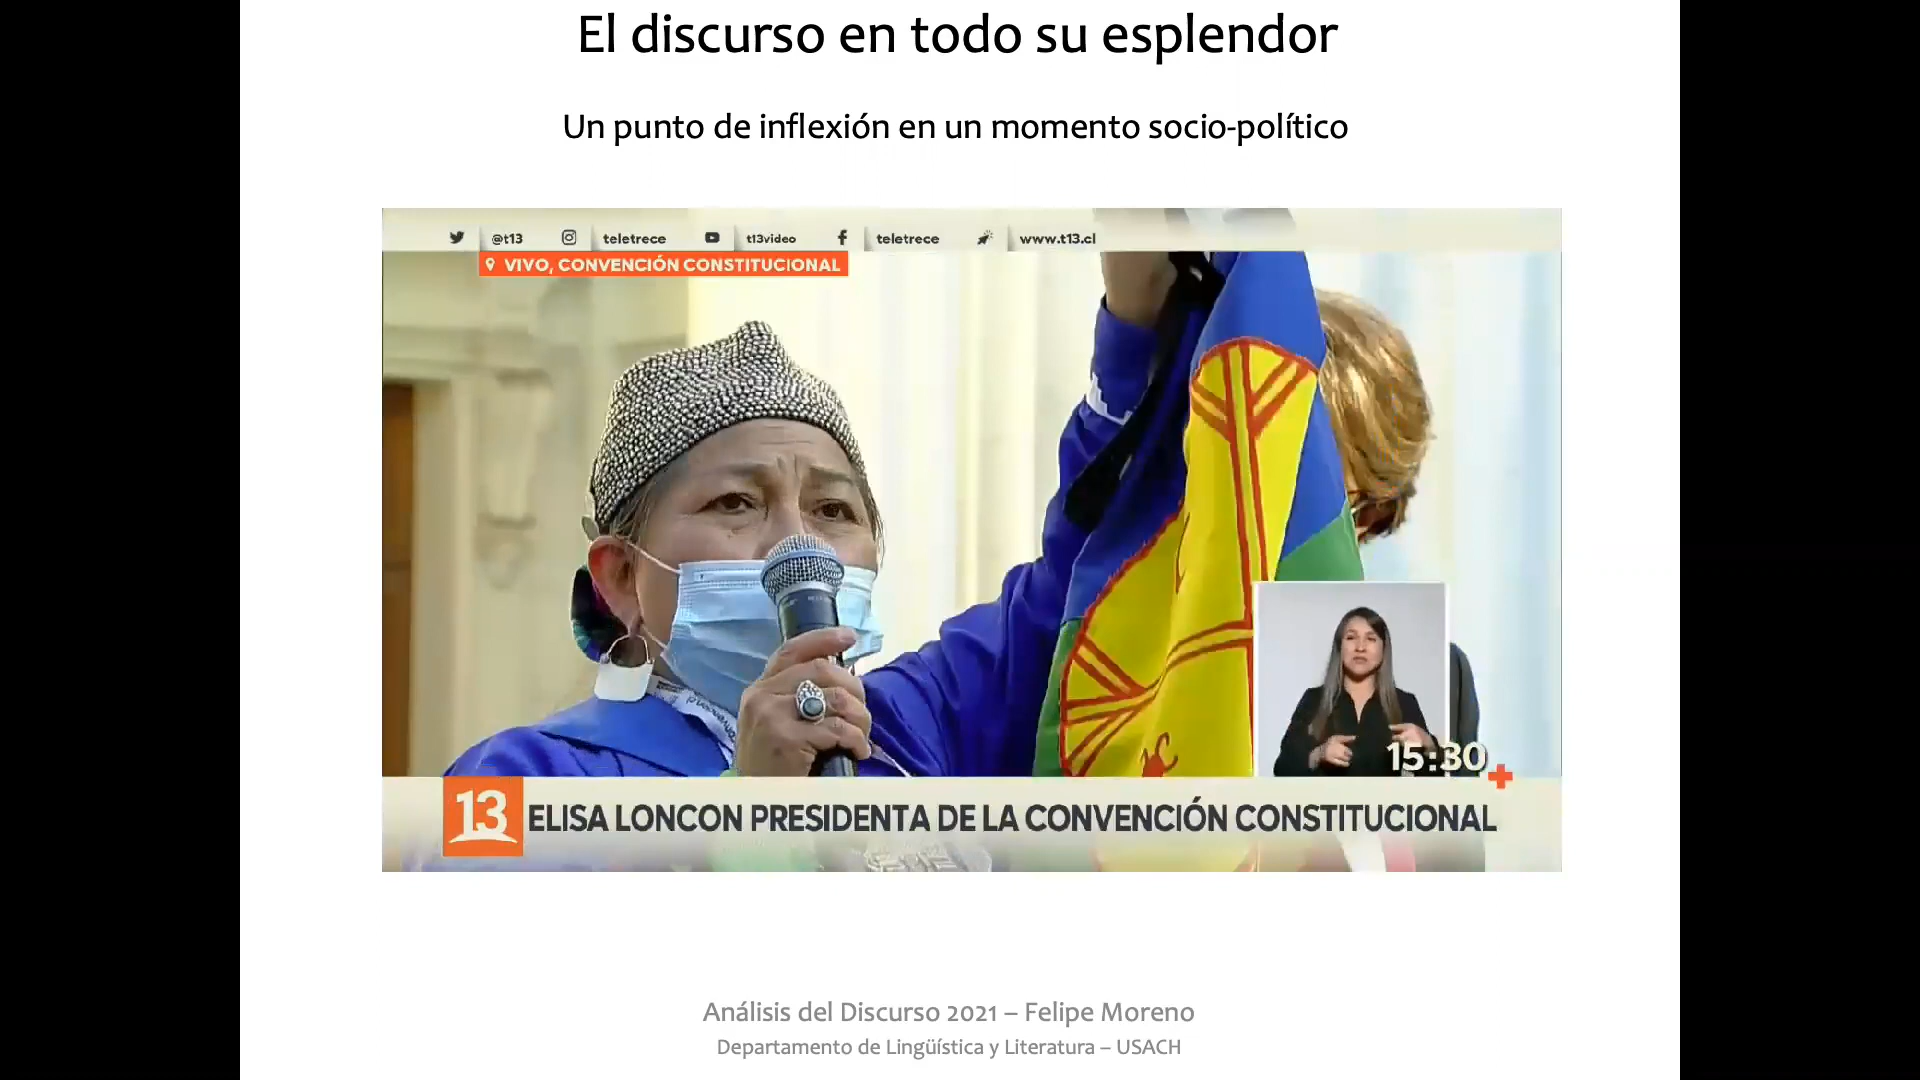 El discurso en todo su esplendor
Un punto de inflexión en un momento socio-político
@t13 teletrece t13video teletrece www.t13.cl
VIVO, CONVENCIÓN CONSTITUCIONAL
15:30
13 ELISA LONCON PRESIDENTA DE LA CONVENCIÓN CONSTITUCIONAL
Análisis del Discurso 2021 – Felipe Moreno
Departamento de Lingüística y Literatura – USACH